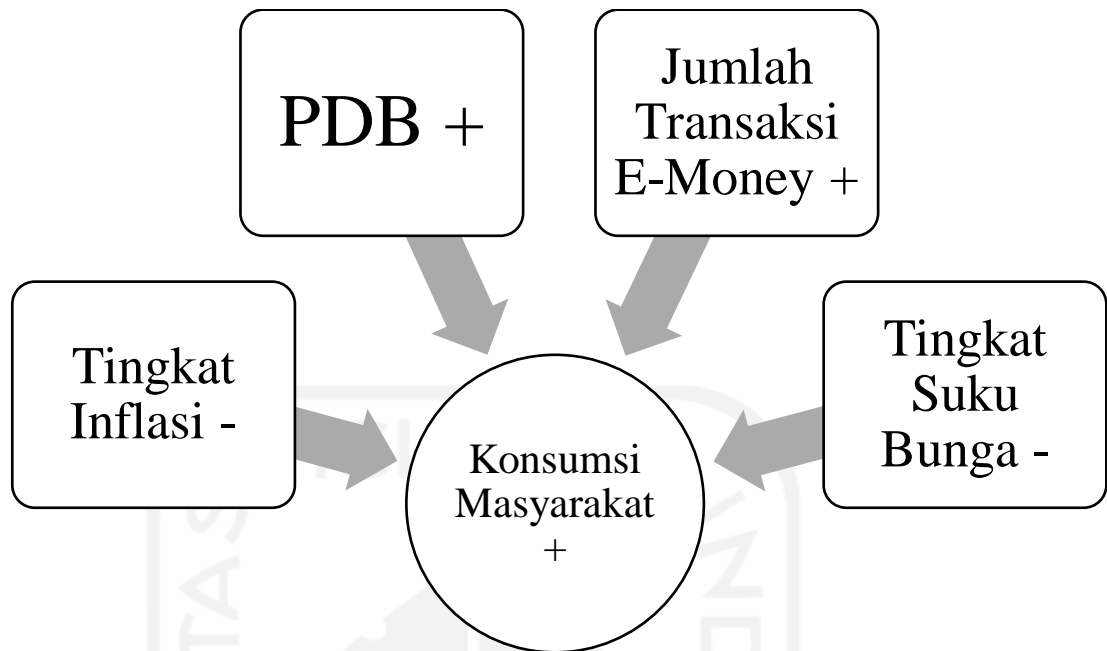 PDB +
Jumlah
Transaksi
E-Money +
Tingkat
Inflasi -
Tingkat
Suku
Bunga -
Konsumsi
Masyarakat
+